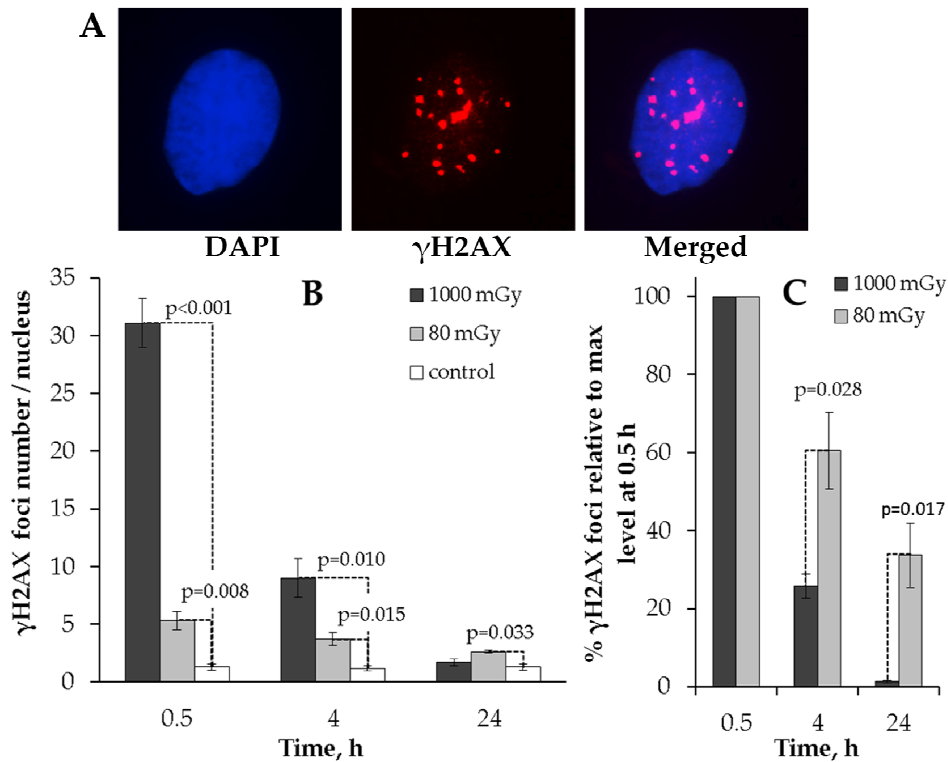 A
DAPI
γH2AX
Merged
B
γH2AX foci number / nucleus
35
30
25
20
15
10
5
0
1000 mGy
80 mGy
control
p<0.001
p=0.008
p=0.010
p=0.015
p=0.033
0.5
4
24
Time, h
C
% γH2AX foci relative to max
level at 0.5 h
100
80
60
40
20
0
1000 mGy
80 mGy
p=0.028
p=0.017
0.5
4
24
Time, h